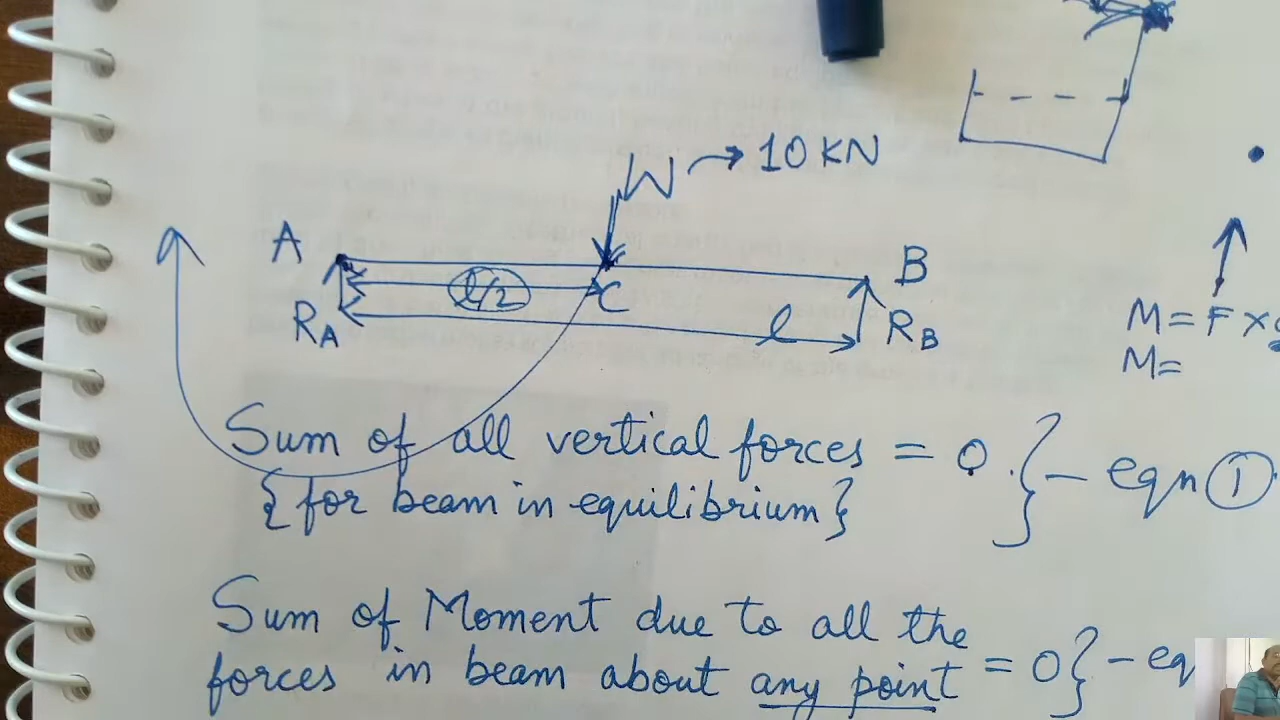 W → 10 KN
A
B
l/2
C
RA
l
RB
M = F ×
M =
Sum of all vertical forces = 0. } - eqn ①
{for beam in equilibrium}
Sum of Moment due to all the
forces in beam about any point = 0} - eq